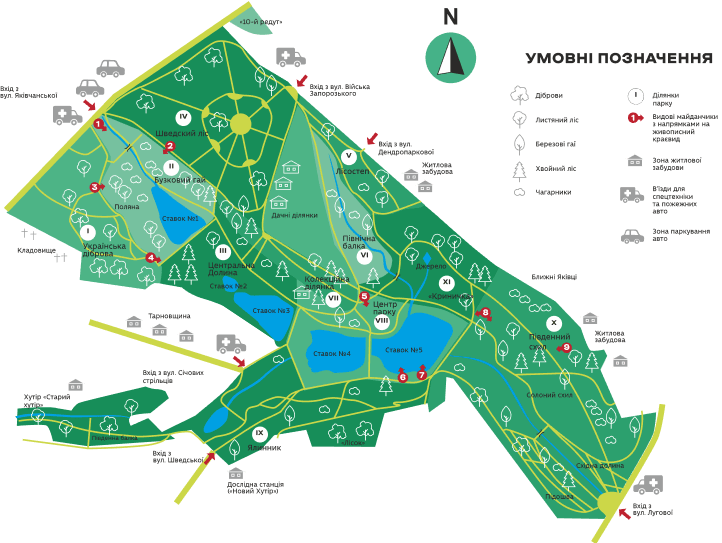 N
«10-й редут»
УМОВНІ ПОЗНАЧЕННЯ
Вхід з
вул. Яківчанської
Вхід з вул. Війська
Запорозького
Діброви
Листяний ліс
Березові гаї
Хвойний ліс
Чагарники
I
Ділянки
парку
1
Видові майданчики
з напрямками на
живописний
краєвид
Зона житлової
забудови
В'їзди для
спецтехніки
та пожежних
авто
Зона паркування
авто
1
IV
Шведский ліс
2
II
Бузковий гай
3
Поляна
Ставок №1
I
Українська
діброва
4
Кладовище
Вхід з вул.
Дендропаркової
Житлова
забудова
V
Лісостеп
Дачні ділянки
Північна
балка
VI
III
Центральна
Долина
Ставок №2
Колекційна
ділянка
VII
5
Центр
парку
VIII
Джерело
XI
«Криничка»
8
Ближні Яківці
X
Південний
схил
9
Житлова
забудова
Ставок №3
Ставок №4
Ставок №5
6
7
Тарновщина
Вхід з вул. Січових
стрільців
Хутір «Старий
хутір»
Південна балка
Вхід з
вул. Шведської
IX
Ялинник
«Лісок»
Дослідна станція
(«Новий Хутір»)
Солоний схил
Східна долина
Підошва
Вхід з
вул. Лугової